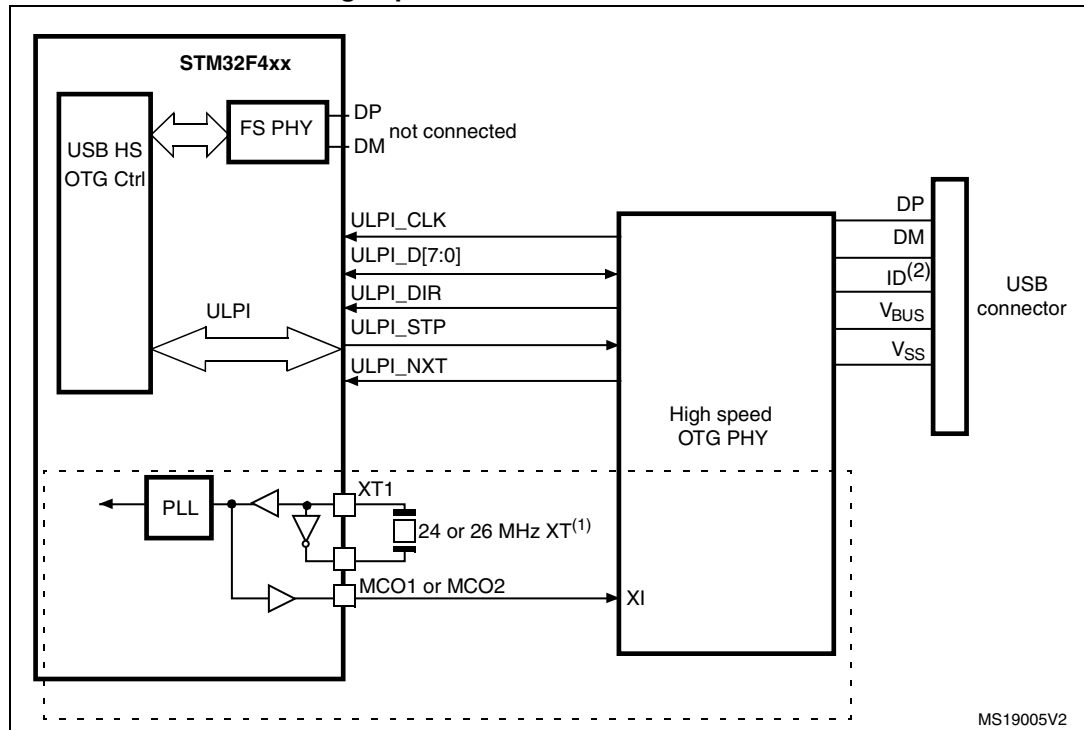 STM32F4xx
USB HS
OTG Ctrl
FS PHY
DP
DM
not connected
ULPI
ULPI_CLK
ULPI_D[7:0]
ULPI_DIR
ULPI_STP
ULPI_NXT
High speed
OTG PHY
DP
DM
ID(2)
VBUS
VSS
USB
connector
PLL
XT1
24 or 26 MHz XT(1)
MCO1 or MCO2
XI
MS19005V2